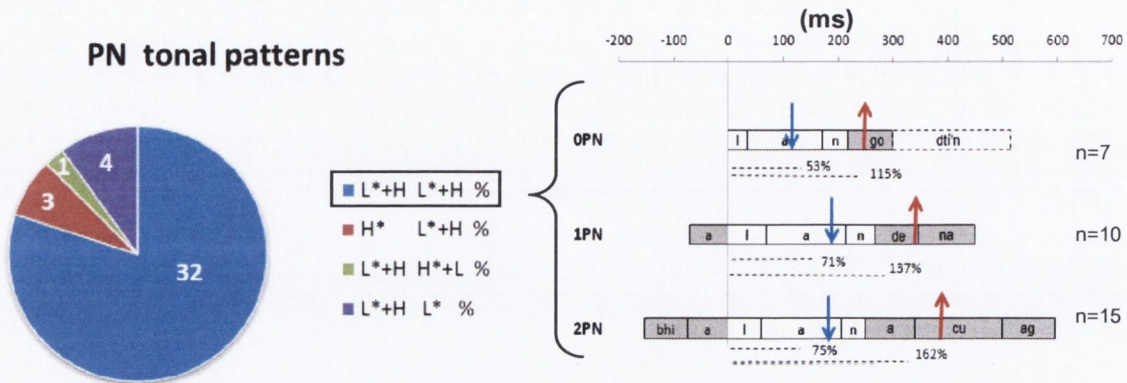 PN tonal patterns
32
3
1
4
L*+H L*+H %
H* L*+H %
L*+H H*+L %
L*+H L* %
(ms)
-200 -100 0 100 200 300 400 500 600 700
0PN l a n go dti'n n=7
53%
115%
1PN a l a n de na n=10
71%
137%
2PN bhi a l a n a cu ag n=15
75%
162%